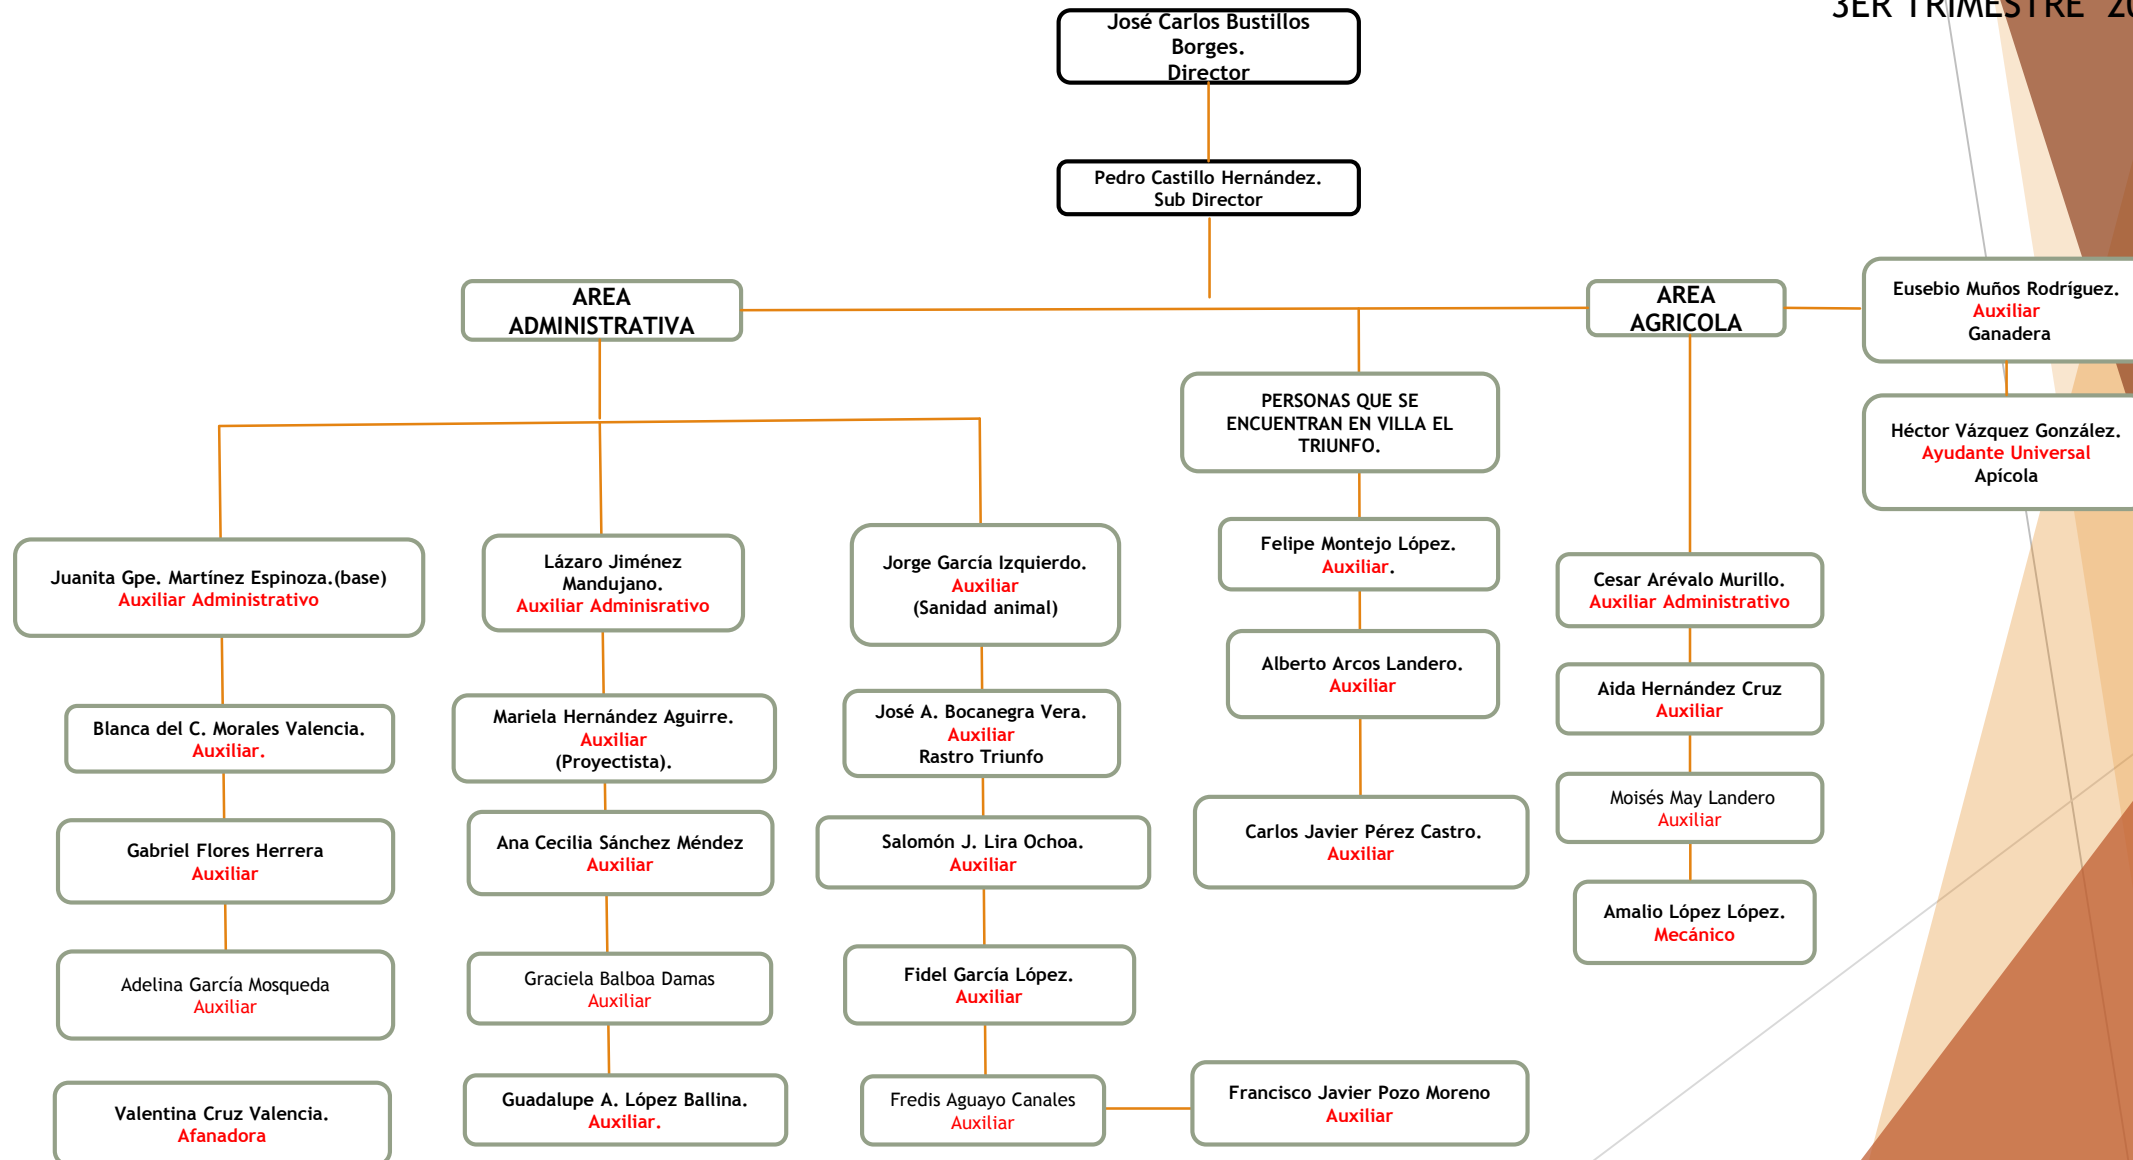 3ER TRIMESTRE
José Carlos Bustillos
Borges.
Director
Pedro Castillo Hernández.
Sub Director
AREA
ADMINISTRATIVA
AREA
AGRICOLA
Eusebio Muños Rodríguez.
Auxiliar
Ganadera
PERSONAS QUE SE
ENCUENTRAN EN VILLA EL
TRIUNFO.
Héctor Vázquez González.
Ayudante Universal
Apícola
Juanita Gpe. Martínez Espinoza.(base)
Auxiliar Administrativo
Lázaro Jiménez
Mandujano.
Auxiliar Adminisrativo
Jorge García Izquierdo.
Auxiliar
(Sanidad animal)
Felipe Montejo López.
Auxiliar.
Cesar Arévalo Murillo.
Auxiliar Administrativo
Blanca del C. Morales Valencia.
Auxiliar.
Mariela Hernández Aguirre.
Auxiliar
(Proyectista).
José A. Bocanegra Vera.
Auxiliar
Rastro Triunfo
Alberto Arcos Landero.
Auxiliar
Aida Hernández Cruz
Auxiliar
Gabriel Flores Herrera
Auxiliar
Ana Cecilia Sánchez Méndez
Auxiliar
Salomón J. Lira Ochoa.
Auxiliar
Carlos Javier Pérez Castro.
Auxiliar
Moisés May Landero
Auxiliar
Amalio López López.
Mecánico
Adelina García Mosqueda
Auxiliar
Graciela Balboa Damas
Auxiliar
Fidel García López.
Auxiliar
Valentina Cruz Valencia.
Afanadora
Guadalupe A. López Ballina.
Auxiliar.
Fredis Aguayo Canales
Auxiliar
Francisco Javier Pozo Moreno
Auxiliar